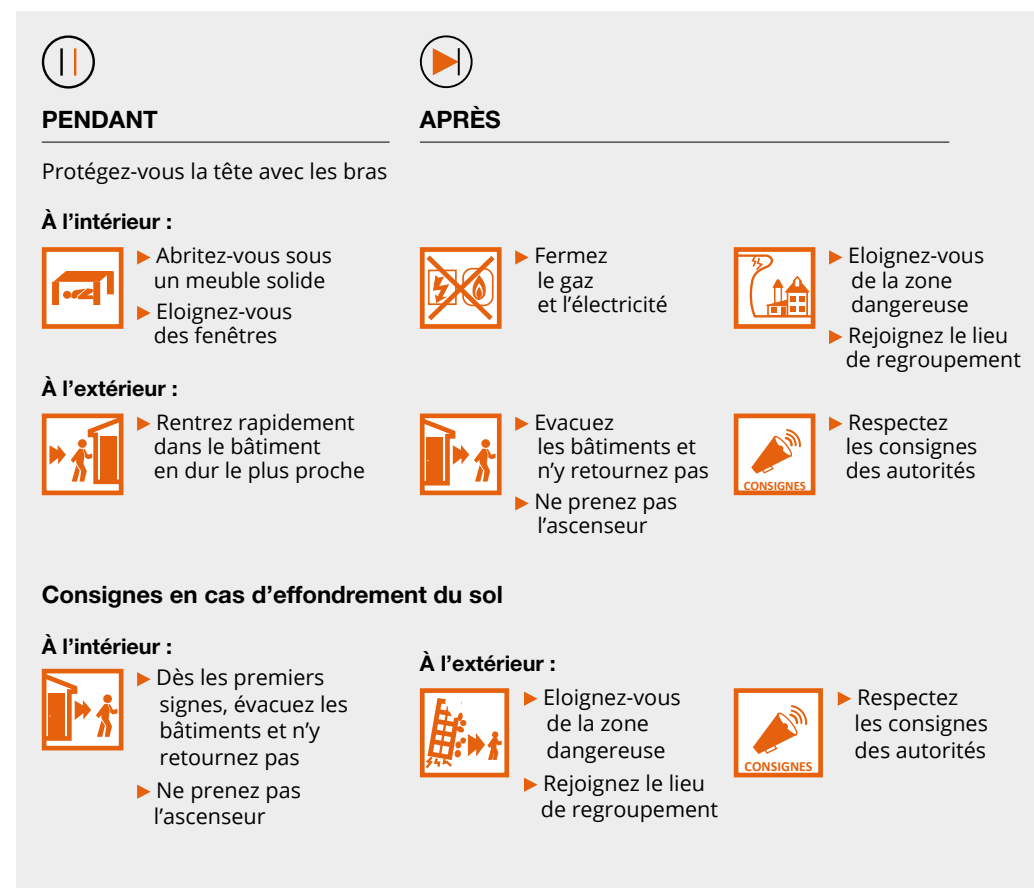 PENDANT
Protégez-vous la tête avec les bras
À l’intérieur :
Abritez-vous sous
un meuble solide
Eloignez-vous
des fenêtres
À l’extérieur :
Rentrez rapidement
dans le bâtiment
en dur le plus proche
APRÈS
Fermez
le gaz
et l’électricité
Eloignez-vous
de la zone
dangereuse
Rejoignez le lieu
de regroupement
Evacuez
les bâtiments et
n’y retournez pas
Ne prenez pas
l’ascenseur
CONSIGNES
Respectez
les consignes
des autorités
Consignes en cas d’effondrement du sol
À l’intérieur :
Dès les premiers
signes, évacuez les
bâtiments et n’y
retournez pas
Ne prenez pas
l’ascenseur
À l’extérieur :
Eloignez-vous
de la zone
dangereuse
Rejoignez le lieu
de regroupement
CONSIGNES
Respectez
les consignes
des autorités